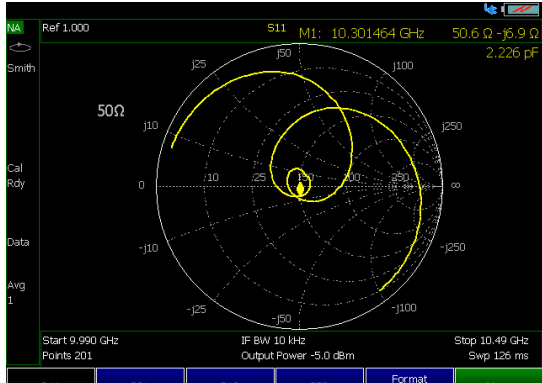 NA
Ref 1.000
S11
M1: 10.301464 GHz
50.6 Ω -j6.9 Ω
2.226 pF
Smith
50Ω
j50
j25
j100
j10
j250
0
10
25
250
∞
-j10
-j250
-j25
-j100
-j50
Cal
Rdy
Data
Avg
1
Start 9.990 GHz
IF BW 10 kHz
Stop 10.49 GHz
Points 201
Output Power -5.0 dBm
Swp 126 ms
Format